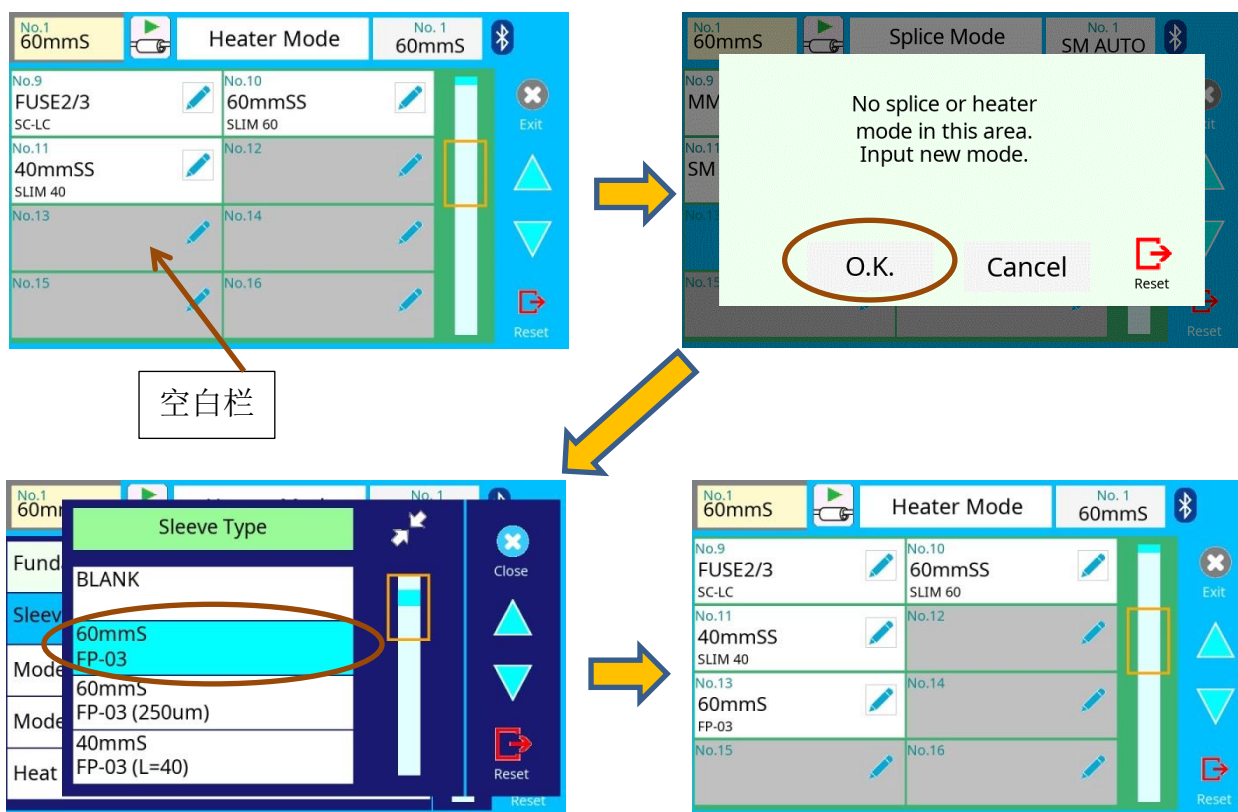 No.1
60mmS
Heater Mode
No. 1
60mmS
No.9
FUSE2/3
SC-LC
No.10
60mmSS
SLIM 60
Exit
No.11
40mmSS
SLIM 40
No.12
No.13
No.14
No.15
No.16
Reset
空白栏
No.1
60mmS
Splice Mode
No. 1
SM AUTO
No.9
MM
No.11
SM
No.13
No.15
No splice or heater
mode in this area.
Input new mode.
O.K.
Cancel
Reset
Reset
No.1
60mm
No. 1
Sleeve Type
Fund
Sleev
Mode
Mode
Heat
BLANK
60mmS
FP-03
60mmS
FP-03 (250um)
40mmS
FP-03 (L=40)
Close
Reset
Reset
No.1
60mmS
Heater Mode
No. 1
60mmS
No.9
FUSE2/3
SC-LC
No.10
60mmSS
SLIM 60
Exit
No.11
40mmSS
SLIM 40
No.12
No.13
60mmS
FP-03
No.14
No.15
No.16
Reset